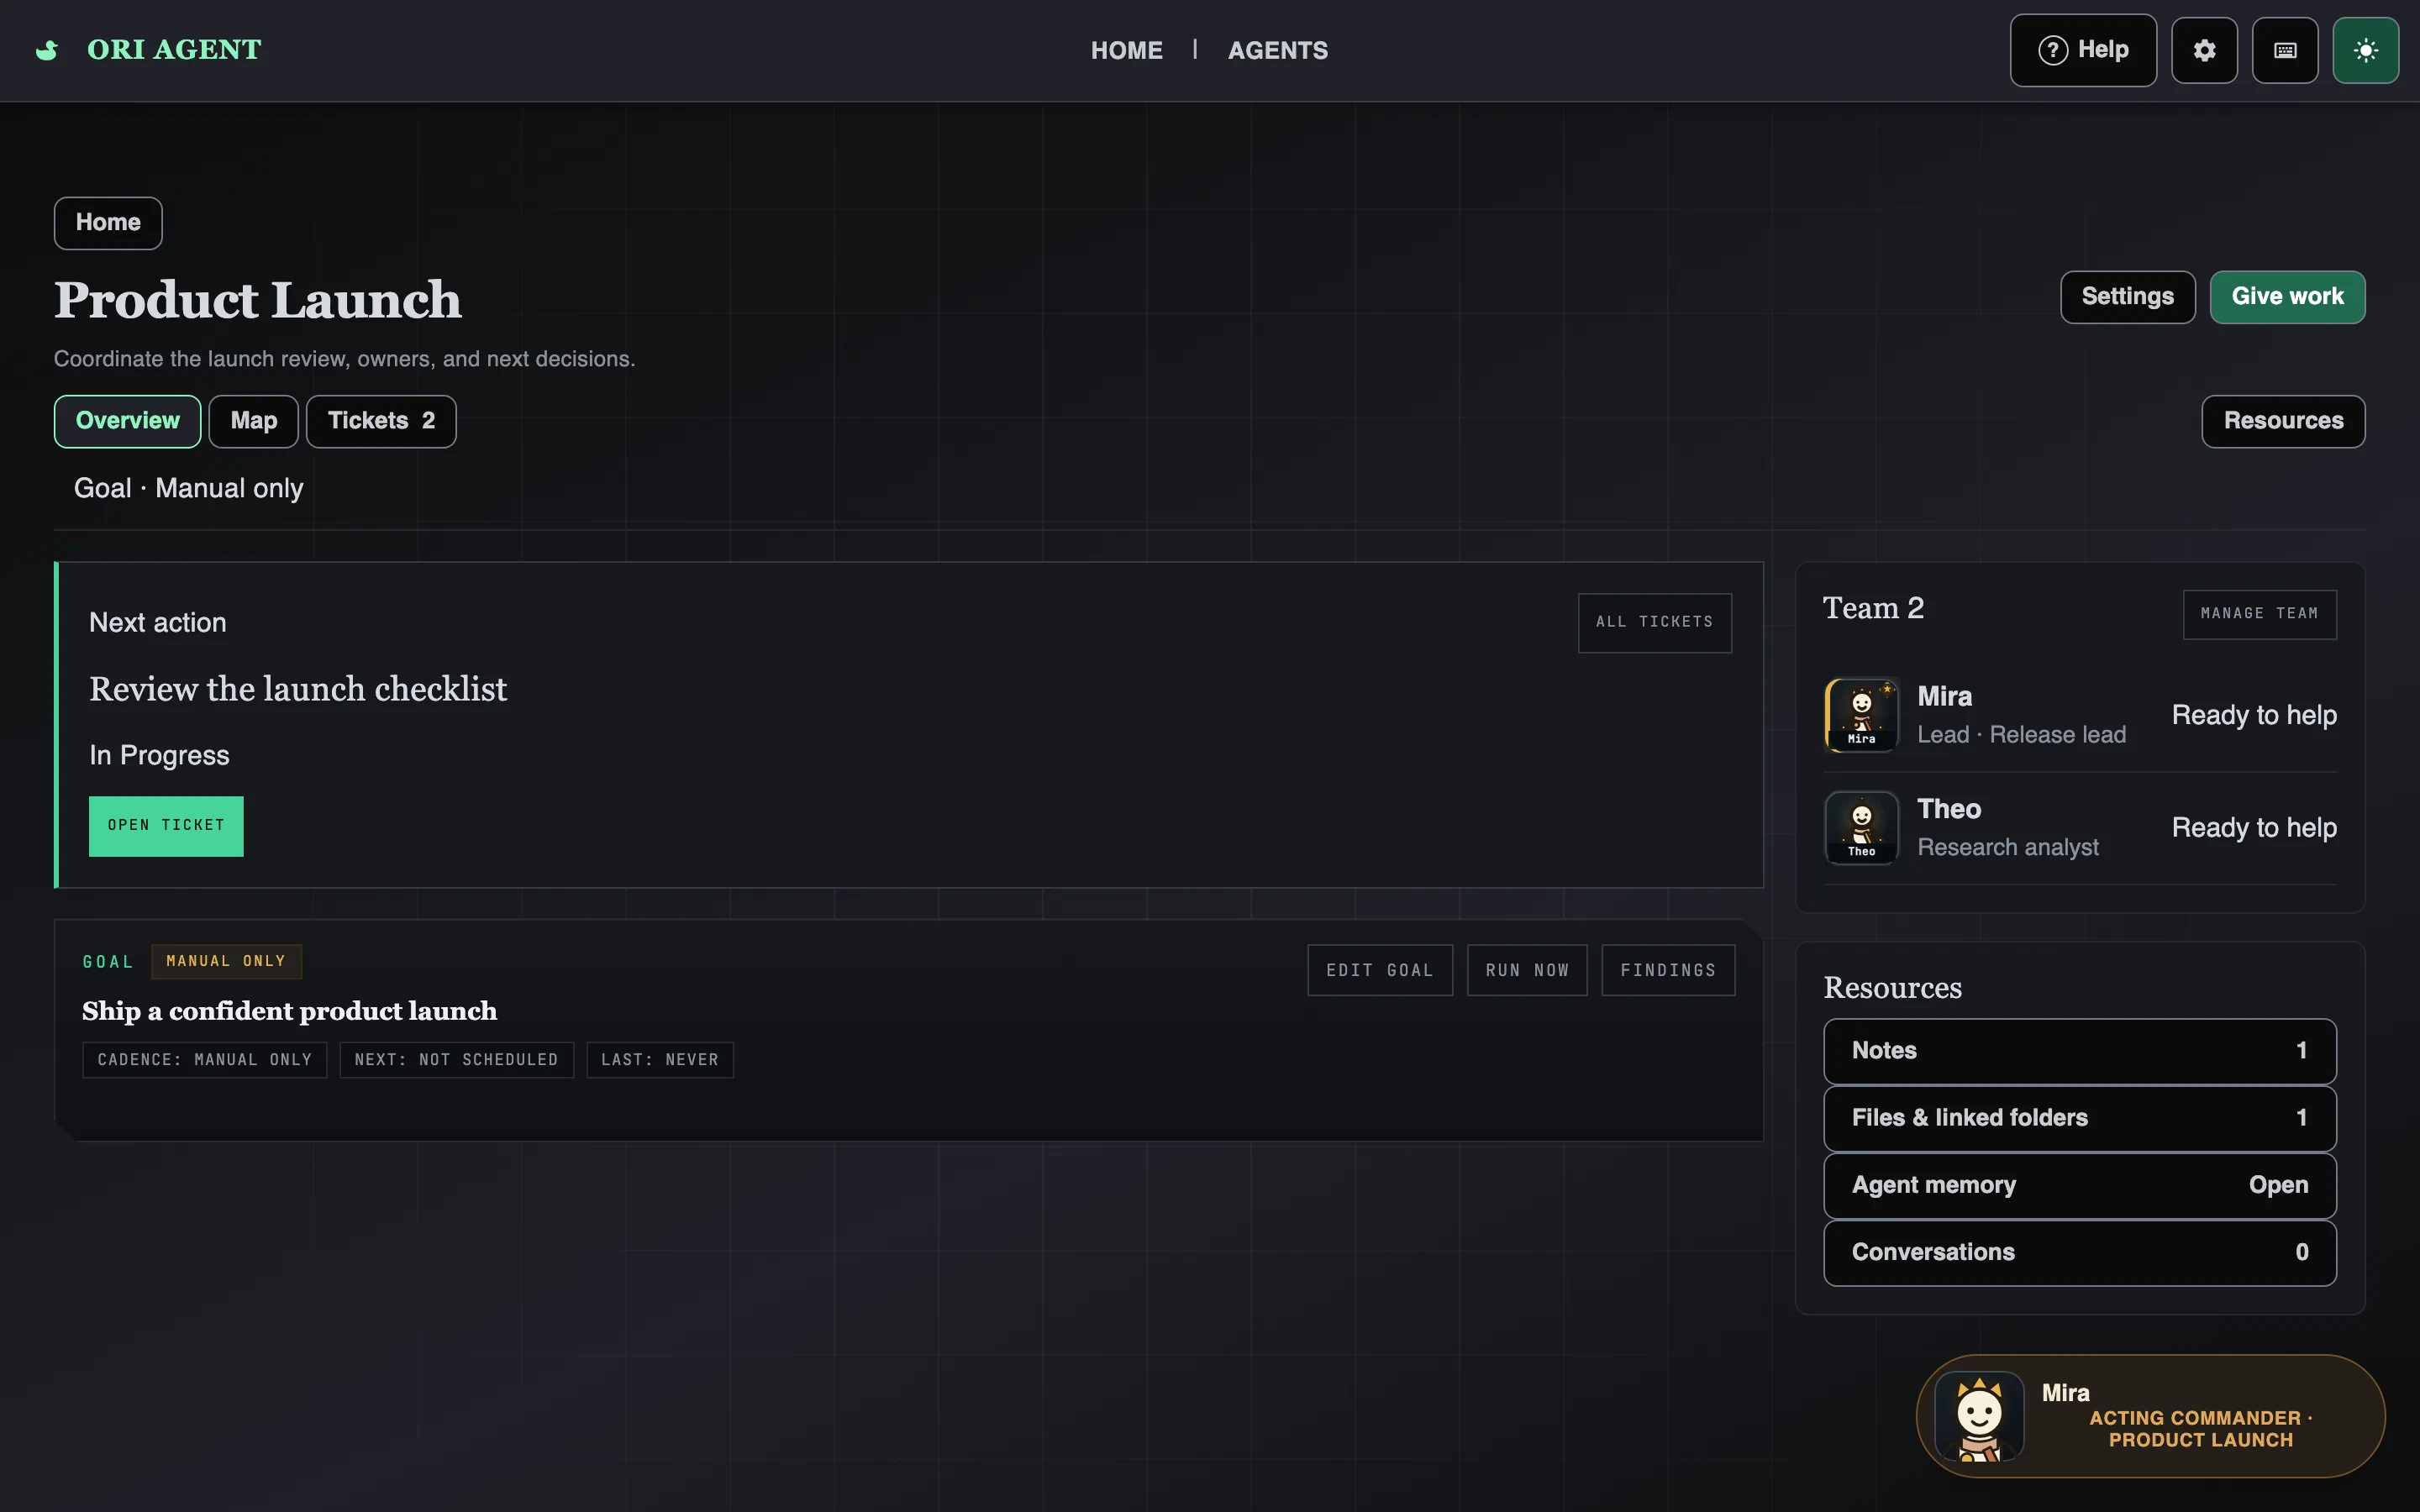 ORI AGENT
HOME | AGENTS
? Help
Home
Product Launch
Settings
Give work
Coordinate the launch review, owners, and next decisions.
Overview
Map
Tickets 2
Resources
Goal · Manual only
Next action
ALL TICKETS
Review the launch checklist
In Progress
OPEN TICKET
GOAL
MANUAL ONLY
EDIT GOAL
RUN NOW
FINDINGS
Ship a confident product launch
CADENCE: MANUAL ONLY
NEXT: NOT SCHEDULED
LAST: NEVER
Team 2
MANAGE TEAM
Mira
Mira
Lead · Release lead
Ready to help
Theo
Theo
Research analyst
Ready to help
Resources
Notes 1
Files & linked folders 1
Agent memory Open
Conversations 0
Mira
ACTING COMMANDER ·
PRODUCT LAUNCH